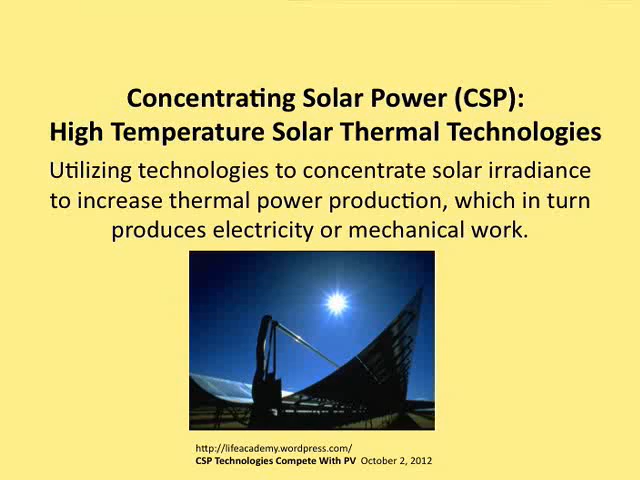 Concentrating Solar Power (CSP):
High Temperature Solar Thermal Technologies
Utilizing technologies to concentrate solar irradiance
to increase thermal power production, which in turn
produces electricity or mechanical work.
http://lifeacademy.wordpress.com/
CSP Technologies Compete With PV October 2, 2012